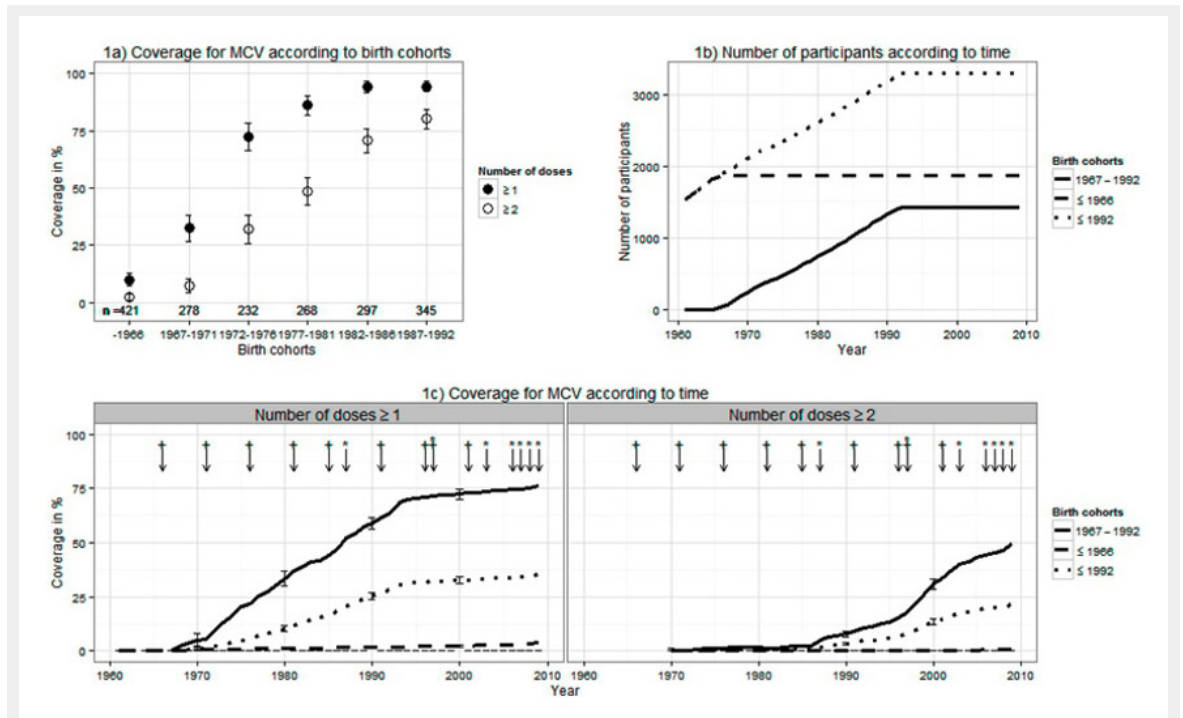 1a) Coverage for MCV according to birth cohorts
Coverage in %
100
75
50
25
0
n =421 278 232 268 297 345
-1966 1967-1971 1972-1976 1977-1981 1982-1986 1987-1992
Birth cohorts
Number of doses
≥ 1
≥ 2
1b) Number of participants according to time
Number of participants
3000
2000
1000
0
1960 1970 1980 1990 2000 2010
Year
Birth cohorts
1967 – 1992
≤ 1966
≤ 1992
1c) Coverage for MCV according to time
Number of doses ≥ 1
Number of doses ≥ 2
Coverage in %
100
75
50
25
0
1960 1970 1980 1990 2000 2010
1960 1970 1980 1990 2000 2010
Year
Birth cohorts
1967 – 1992
≤ 1966
≤ 1992